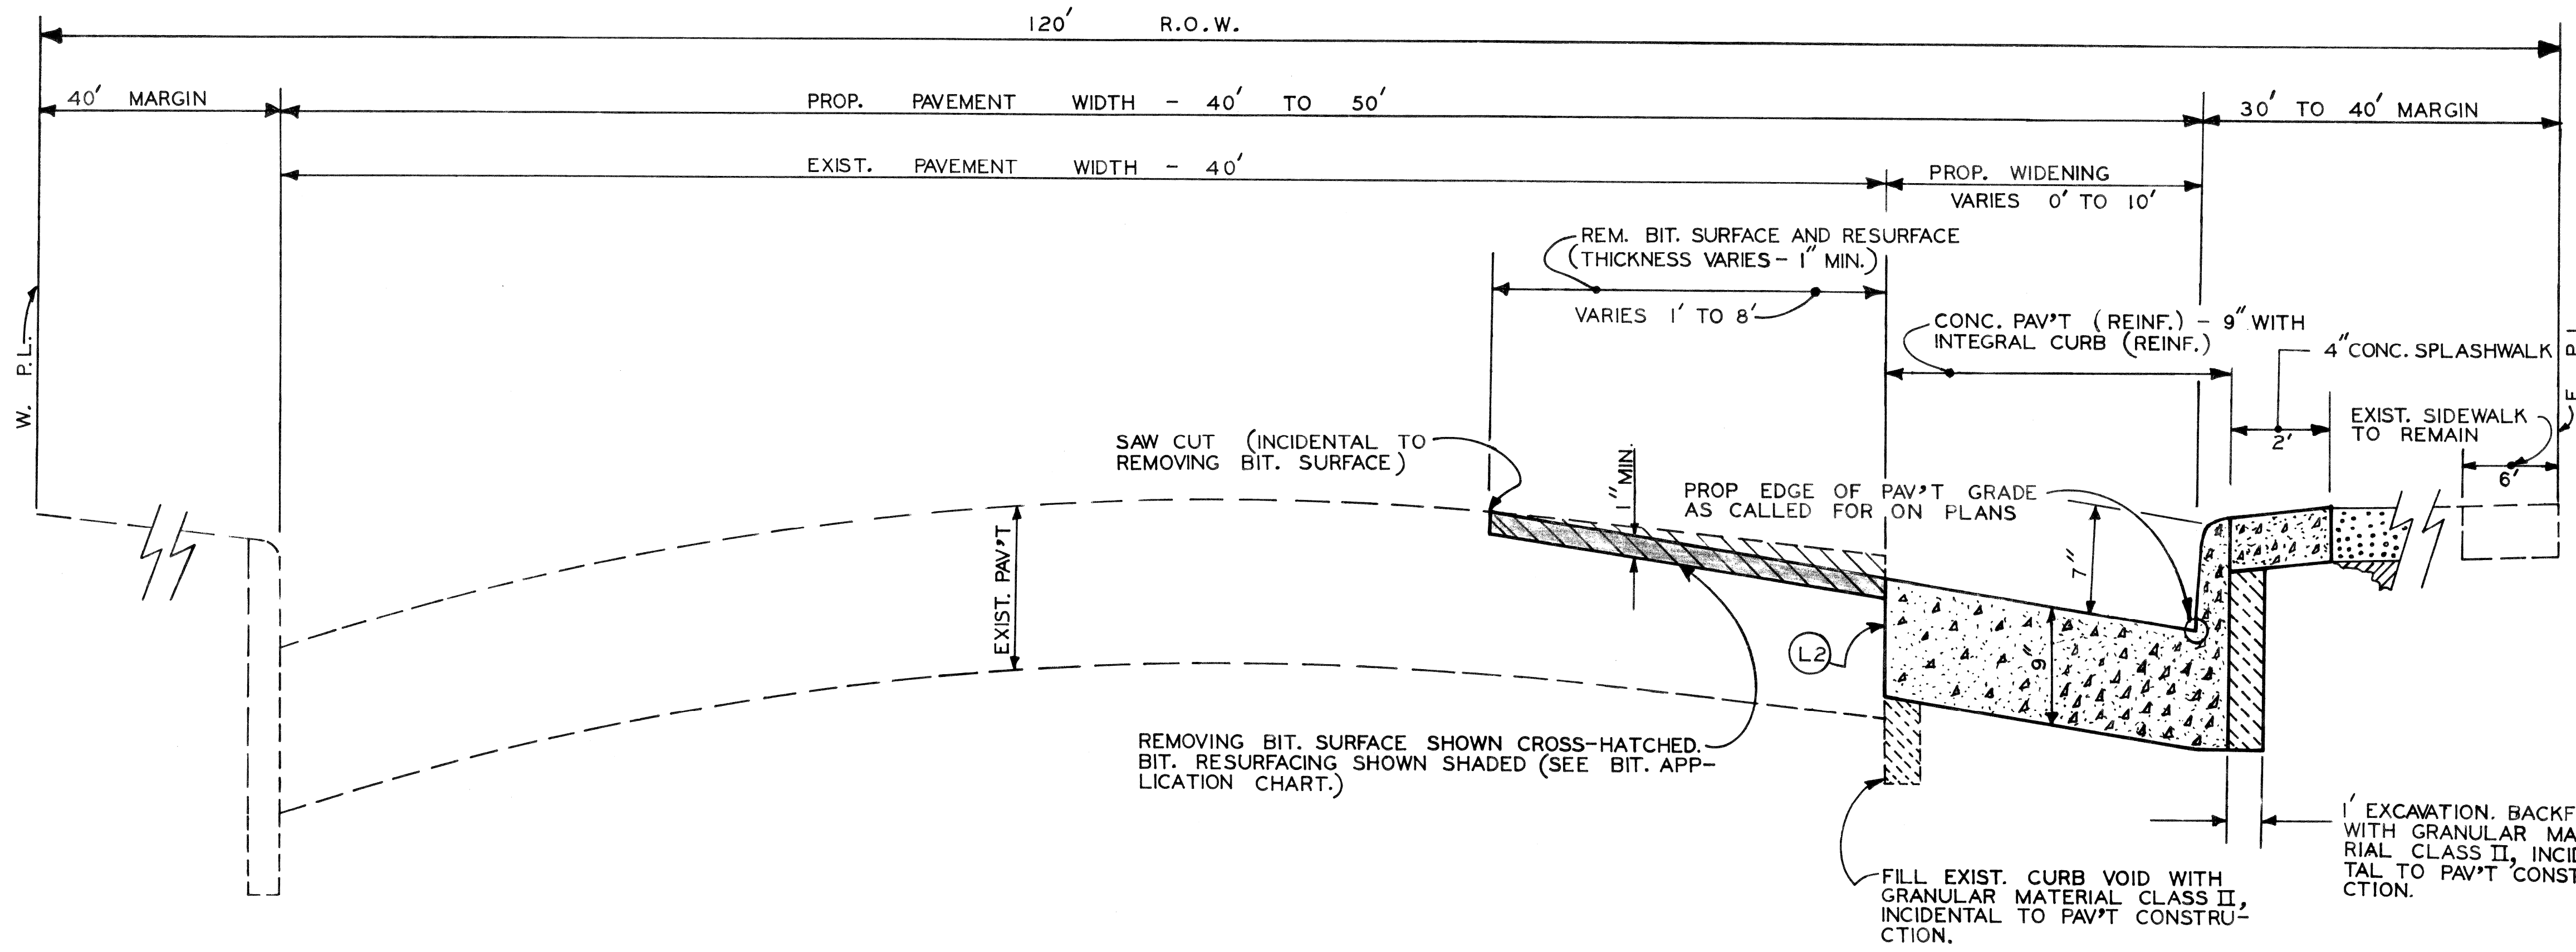 120' R.O.W.
40' MARGIN
PROP. PAVEMENT WIDTH - 40' TO 50'
30' TO 40' MARGIN
EXIST. PAVEMENT WIDTH - 40'
PROP. WIDENING
VARIES 0' TO 10'
REM. BIT. SURFACE AND RESURFACE
(THICKNESS VARIES - 1" MIN.)
VARIES 1' TO 8'
CONC. PAV'T (REINF.) - 9" WITH
INTEGRAL CURB (REINF.)
4" CONC. SPLASHWALK
W. P.L.
E P.L
EXIST. SIDEWALK
TO REMAIN
2'
6'
SAW CUT (INCIDENTAL TO
REMOVING BIT. SURFACE)
1" MIN.
PROP EDGE OF PAV'T GRADE
AS CALLED FOR ON PLANS
EXIST. PAV'T
7"
9"
L2
REMOVING BIT. SURFACE SHOWN CROSS-HATCHED.
BIT. RESURFACING SHOWN SHADED (SEE BIT. APP-
LICATION CHART.)
1' EXCAVATION. BACKF
WITH GRANULAR MA
RIAL CLASS II, INCID
TAL TO PAV'T CONST
CTION.
FILL EXIST. CURB VOID WITH
GRANULAR MATERIAL CLASS II,
INCIDENTAL TO PAV'T CONSTRU-
CTION.